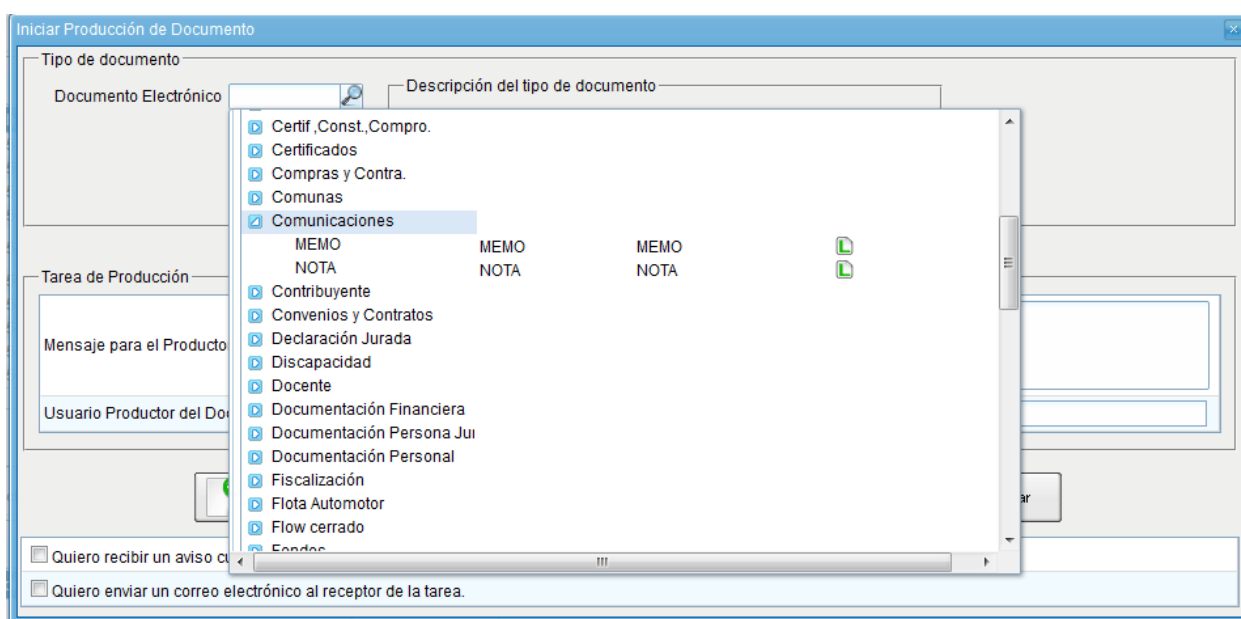 Iniciar Producción de Documento
Tipo de documento
Documento Electrónico
Descripción del tipo de documento
Certif ,Const.,Compro.
Certificados
Compras y Contra.
Comunas
Comunicaciones
MEMO MEMO MEMO L
NOTA NOTA NOTA L
Contribuyente
Convenios y Contratos
Declaración Jurada
Discapacidad
Docente
Documentación Financiera
Documentación Persona Juı
Documentación Personal
Fiscalización
Flota Automotor
Flow cerrado
Fondos
Tarea de Producción
Mensaje para el Producto
Usuario Productor del Do
ar
Quiero recibir un aviso cu
Quiero enviar un correo electrónico al receptor de la tarea.